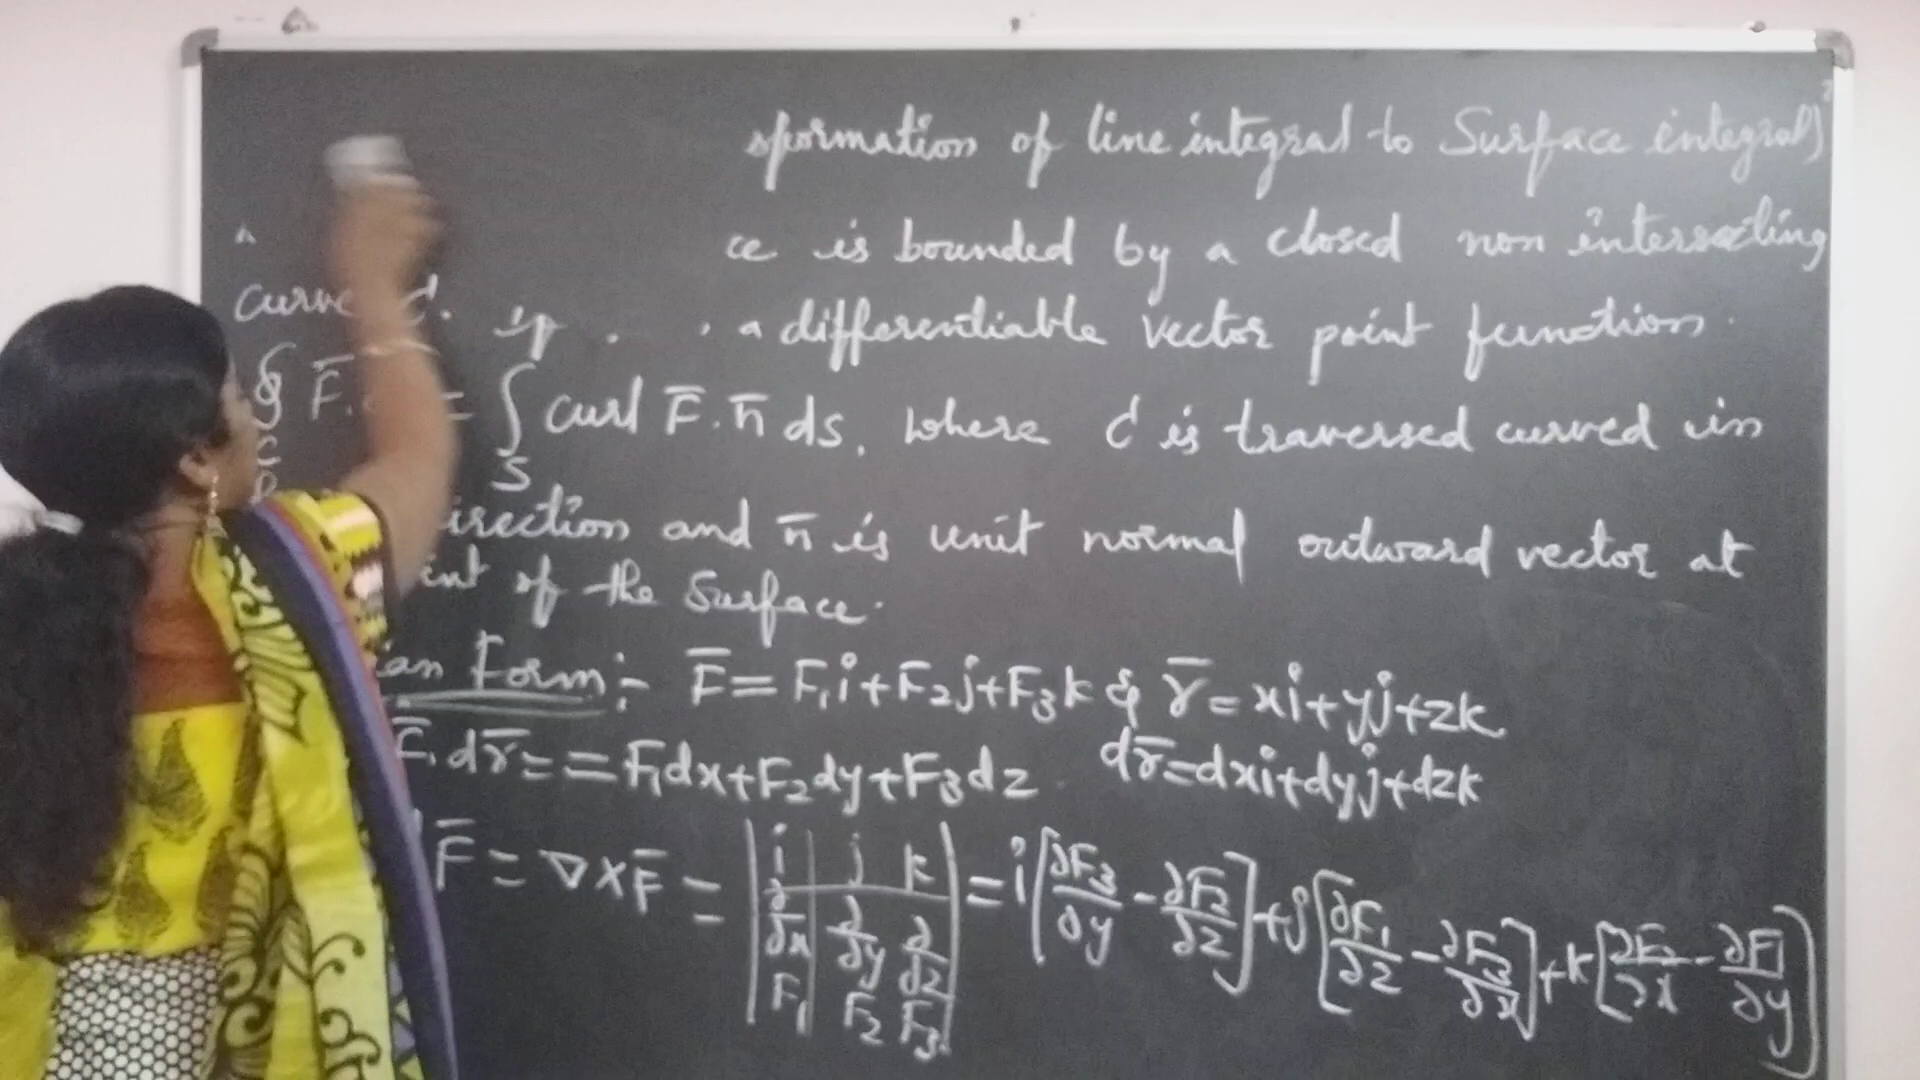 sformation of line integral to Surface integral)
ce is bounded by a closed non intersecting
curve C. If a differentiable vector point function.
∮ F̄. = ∫ curl F̄.n̄ ds, where C is traversed curved in
C S
irection and n̄ is unit normal outward vector at
int of the Surface.
an Form:- F̄ = F₁i+F₂j+F₃k & r̄ = xi+yj+zk
F̄.dr̄ = = F₁dx+F₂dy+F₃dz. dr̄=dxi+dyj+dzk
F̄ = ∇×F̄ = | i j k | = i[∂F₃/∂y - ∂F₂/∂z] + j[∂F₁/∂z - ∂F₃/∂x] + k[∂F₂/∂x - ∂F₁/∂y]
∂/∂x ∂/∂y ∂/∂z
F₁ F₂ F₃